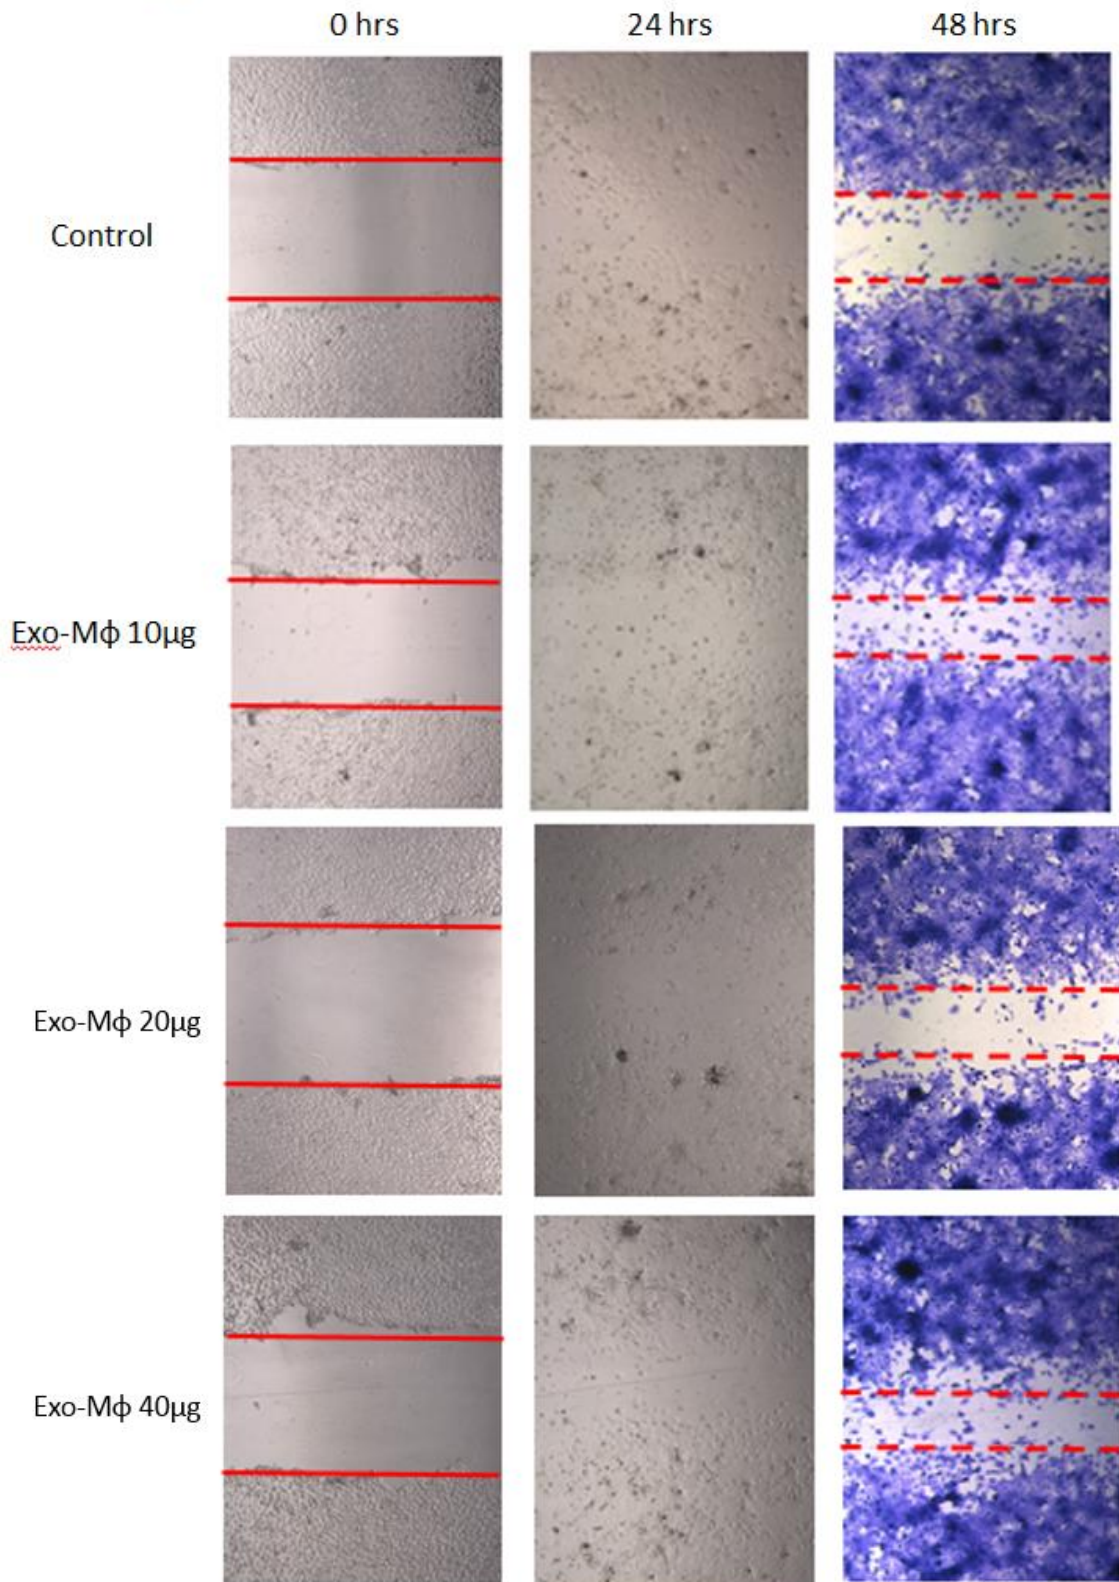 0 hrs 24 hrs 48 hrs
Control
Exo-Mϕ 10µg
Exo-Mϕ 20µg
Exo-Mϕ 40µg